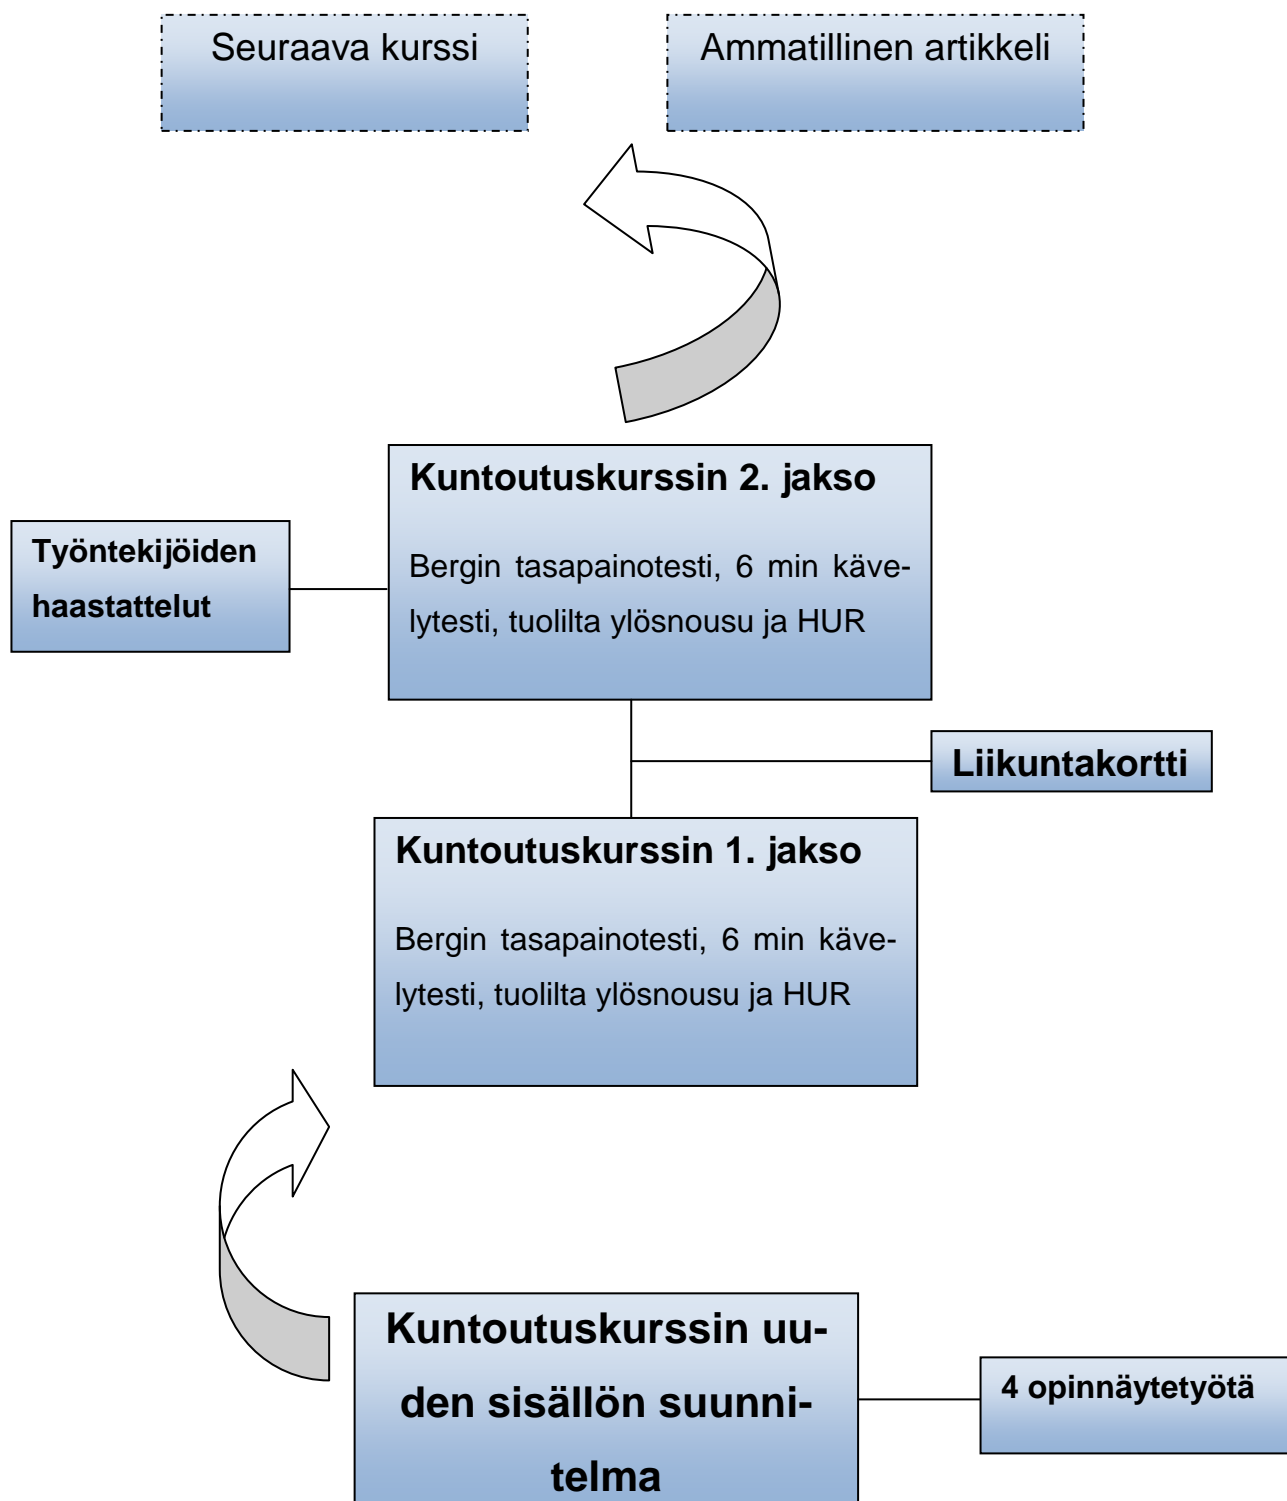 Seuraava kurssi
Ammatillinen artikkeli
Kuntoutuskurssin 2. jakso
Bergin tasapainotesti, 6 min käve-
lytesti, tuolilta ylösnousu ja HUR
Työntekijöiden
haastattelut
Liikuntakortti
Kuntoutuskurssin 1. jakso
Bergin tasapainotesti, 6 min käve-
lytesti, tuolilta ylösnousu ja HUR
Kuntoutuskurssin uu-
den sisällön suunni-
telma
4 opinnäytetyötä